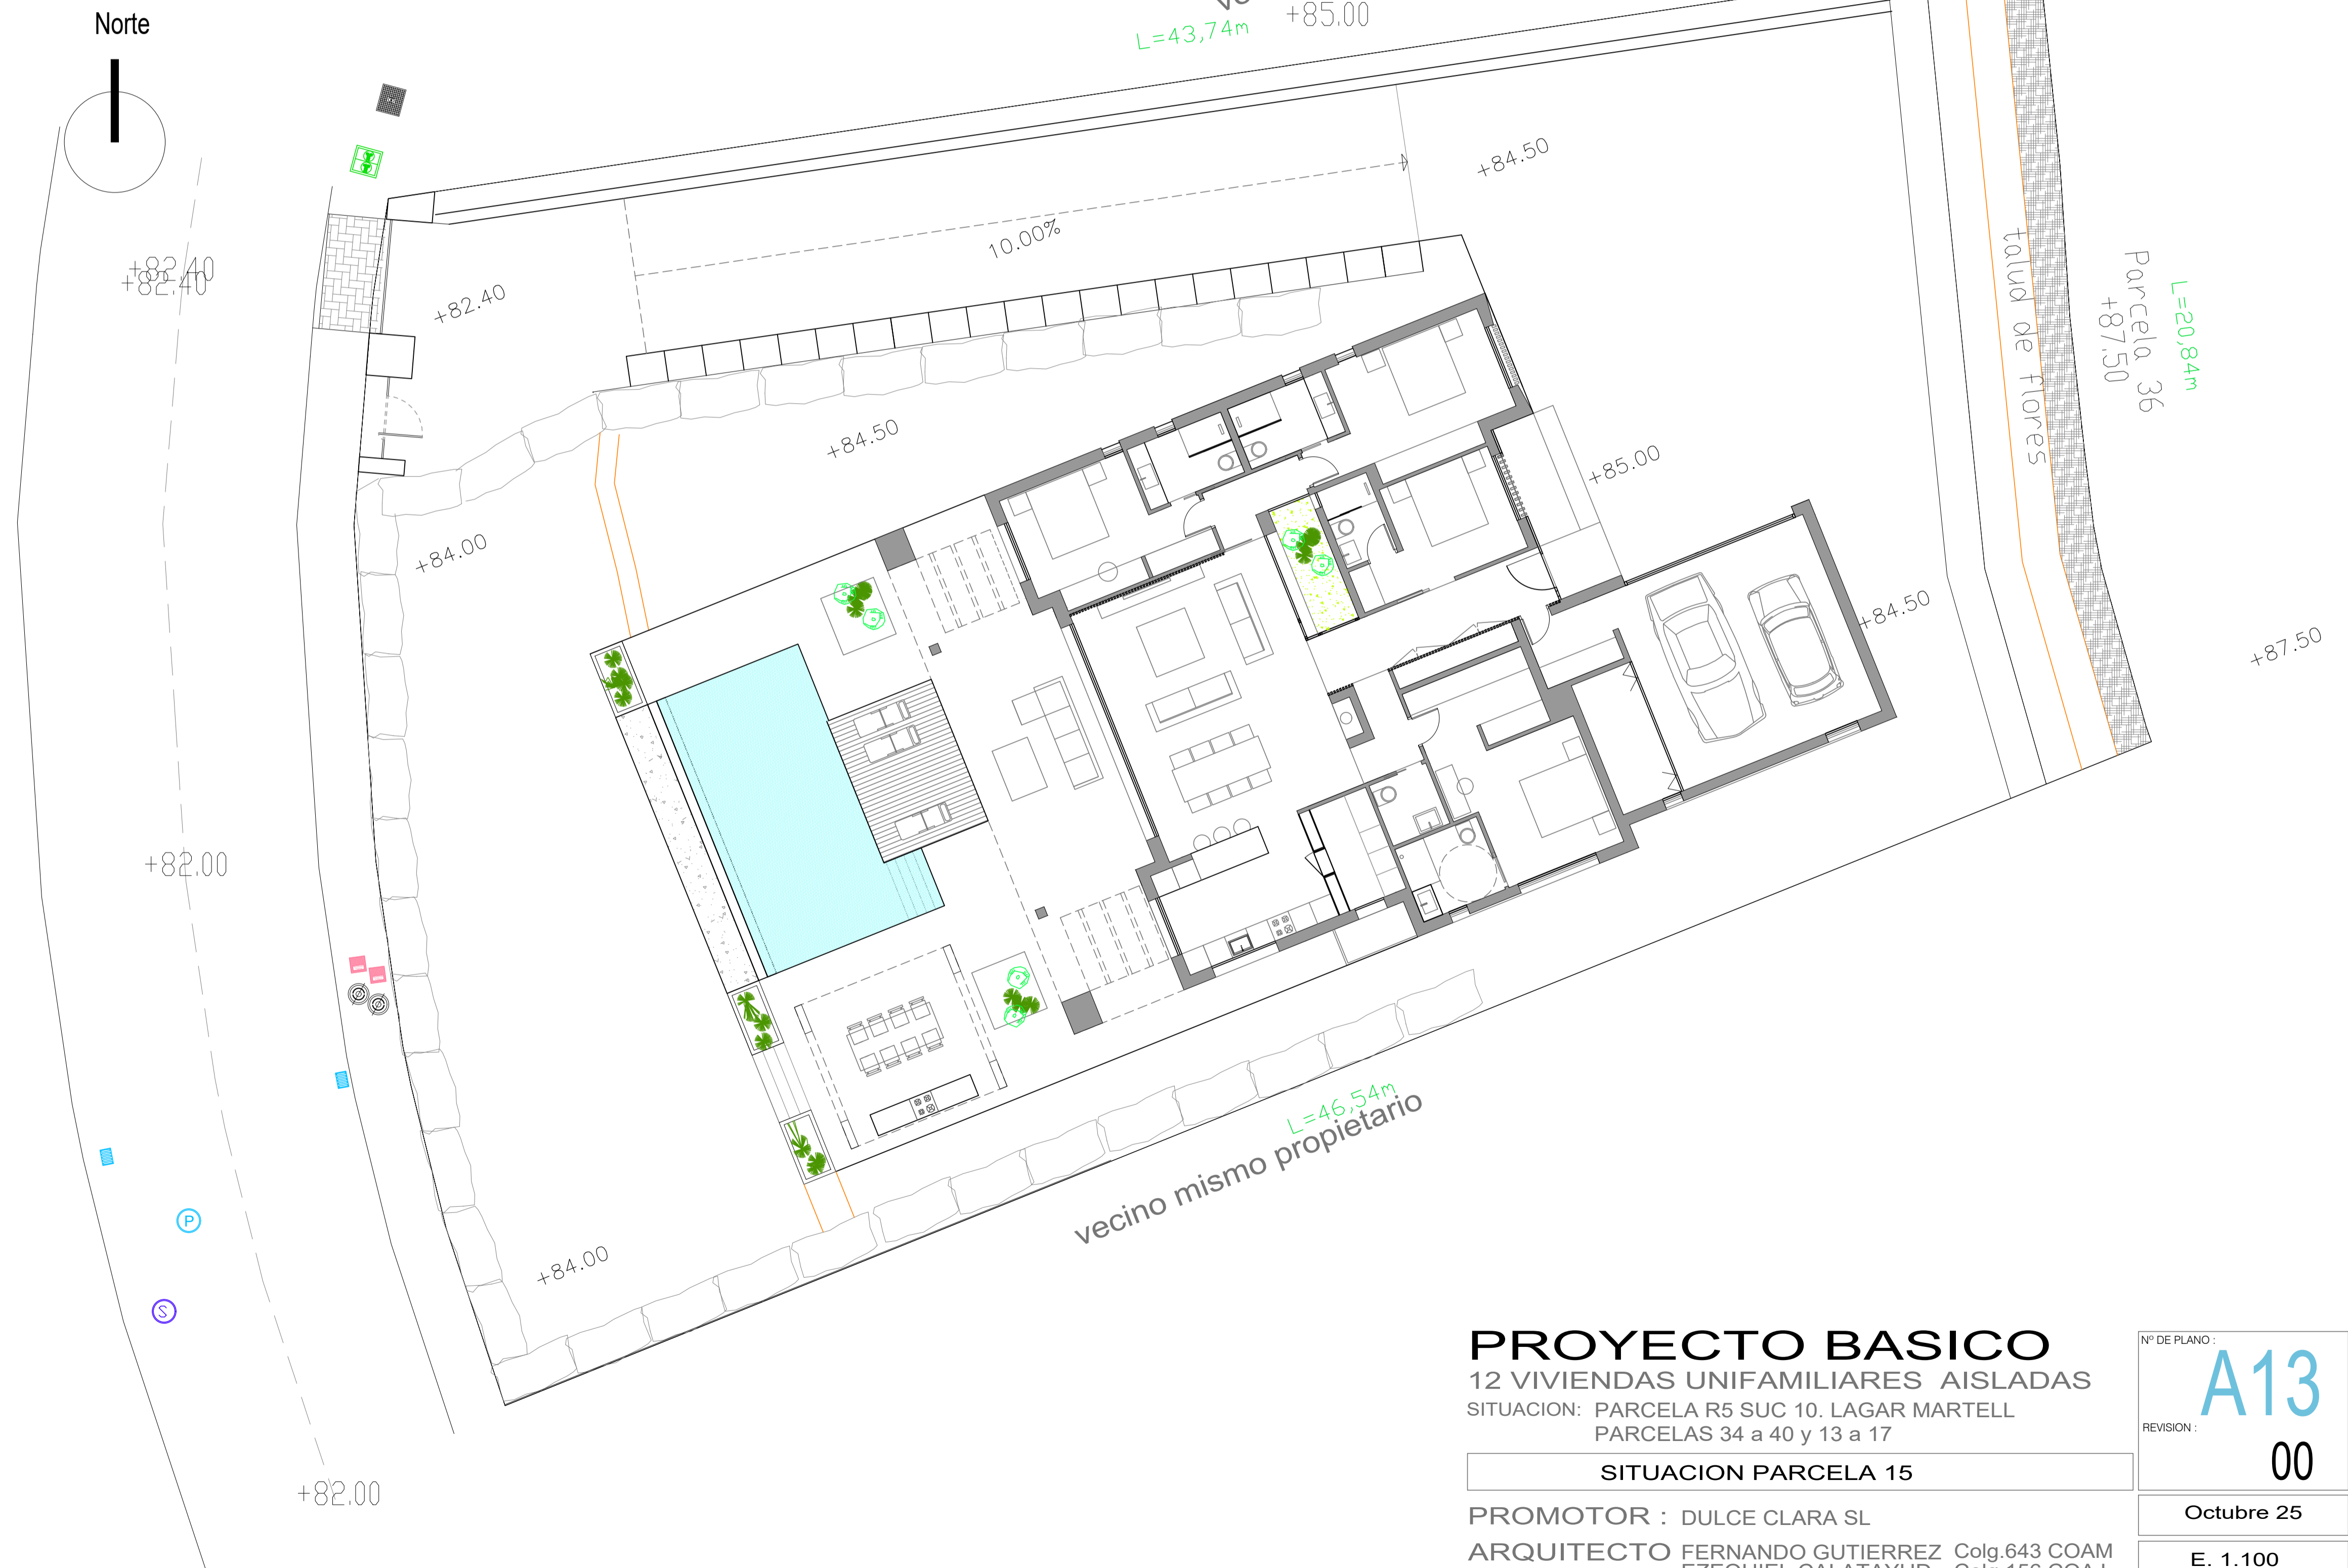 Norte
L=43,74m
+85.00
+84.50
10.00%
+82.40
+82.40
+82.40
talud de flores
Parcela 36
+87.50
L=20,84m
+84.50
+85.00
+84.00
+84.50
+87.50
+82.00
L=46,54m
vecino mismo propietario
P
S
+84.00
+82.00
PROYECTO BASICO
12 VIVIENDAS UNIFAMILIARES AISLADAS
SITUACION: PARCELA R5 SUC 10. LAGAR MARTELL
PARCELAS 34 a 40 y 13 a 17
SITUACION PARCELA 15
PROMOTOR : DULCE CLARA SL
ARQUITECTO FERNANDO GUTIERREZ Colg.643 COAM
EZEQUIEL CALATAYUD
Nº DE PLANO :
A13
REVISION :
00
Octubre 25
E. 1.100